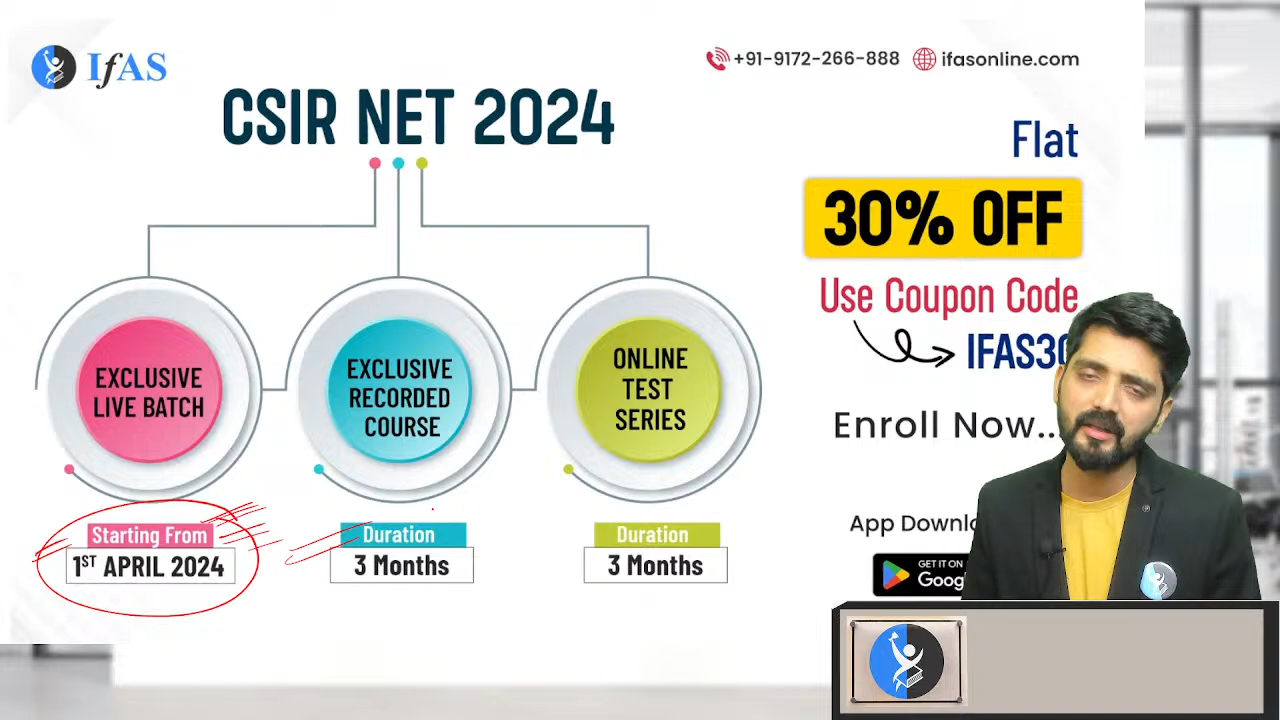 IfAS
+91-9172-266-888 ifasonline.com
CSIR NET 2024
Flat
30% OFF
Use Coupon Code
IFAS30
Enroll Now..
EXCLUSIVE
LIVE BATCH
EXCLUSIVE
RECORDED
COURSE
ONLINE
TEST
SERIES
Starting From
1ST APRIL 2024
Duration
3 Months
Duration
3 Months
App
GET IT ON